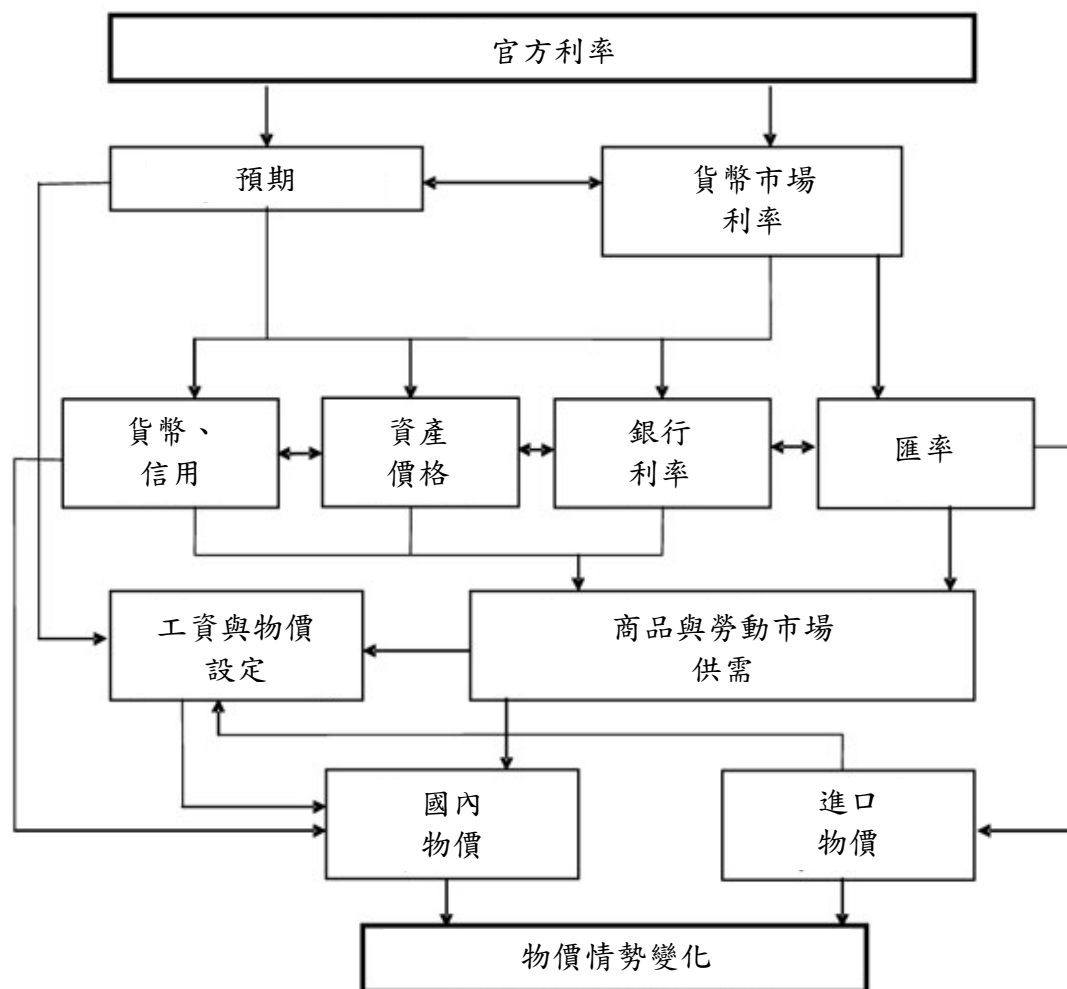 官方利率
預期
貨幣市場
利率
貨幣、
信用
資產
價格
銀行
利率
匯率
工資與物價
設定
商品與勞動市場
供需
國內
物價
進口
物價
物價情勢變化